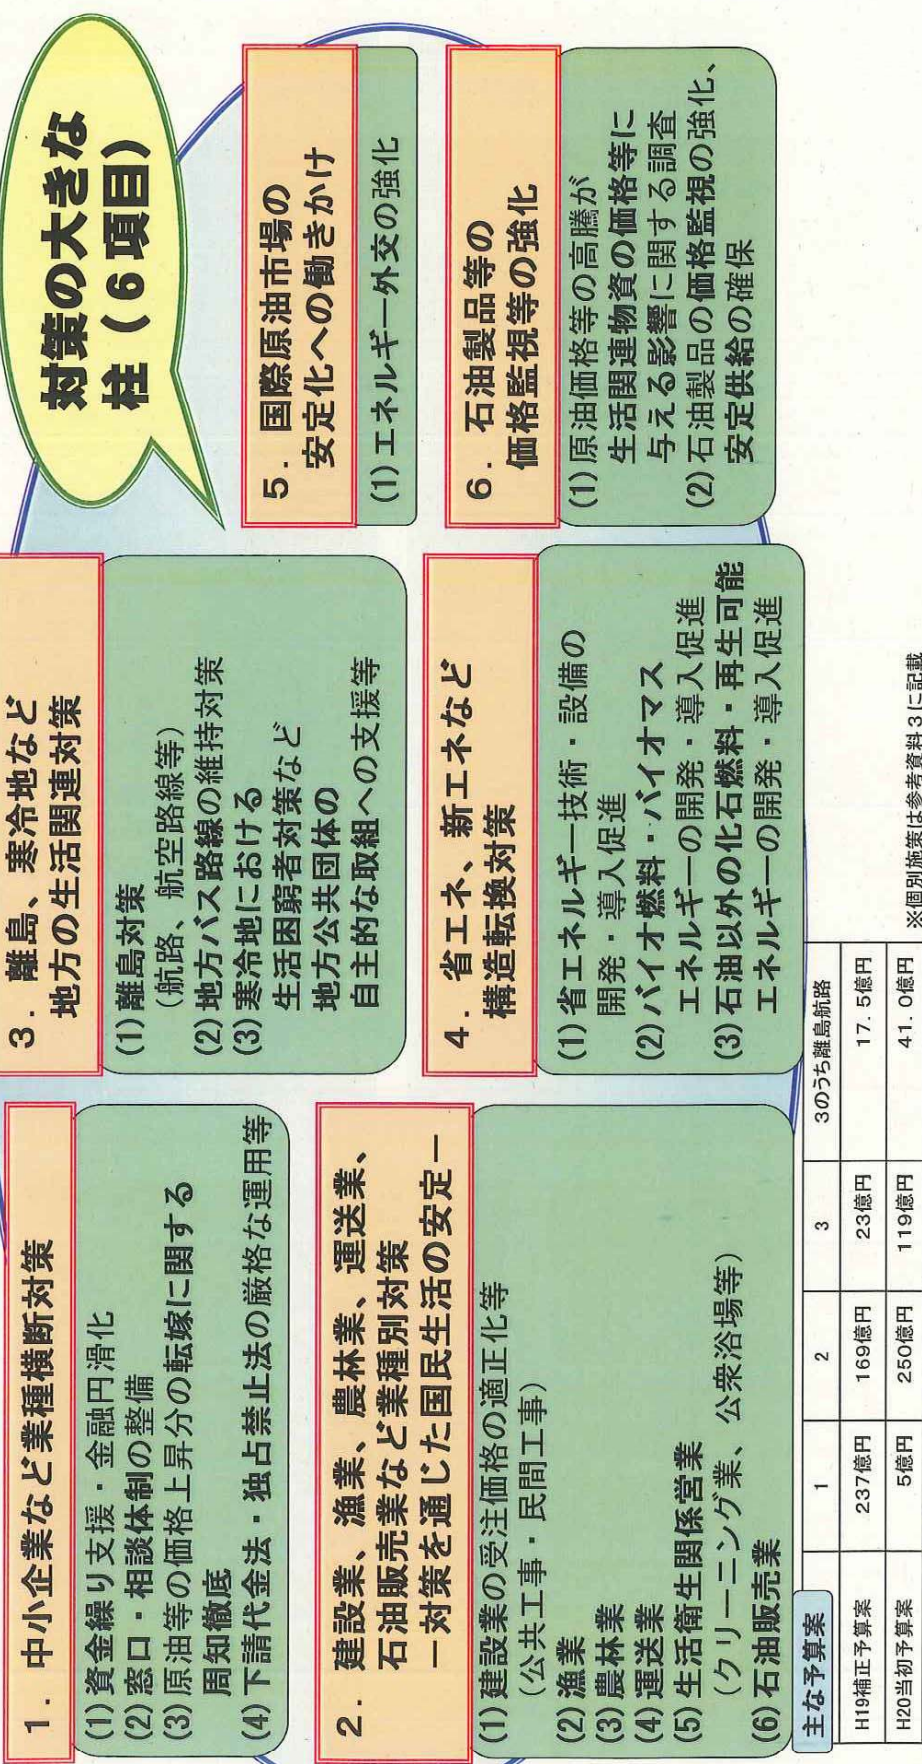 対策の大きな
柱（６項目）
１．中小企業など業種横断対策
(1)資金繰り支援・金融円滑化
(2)窓口・相談体制の整備
(3)原油等の価格上昇分の転嫁に関する
周知徹底
(4)下請代金法・独占禁止法の厳格な運用等
２．建設業、漁業、農林業、運送業、
石油販売業など業種別対策
－対策を通じた国民生活の安定－
(1)建設業の受注価格の適正化等
（公共工事・民間工事）
(2)漁業
(3)農林業
(4)運送業
(5)生活衛生関係営業
（クリーニング業、公衆浴場等）
(6)石油販売業
３．離島、寒冷地など
地方の生活関連対策
(1)離島対策
（航路、航空路線等）
(2)地方バス路線の維持対策
(3)寒冷地における
生活困窮者対策など
地方公共団体の
自主的な取組への支援等
４．省エネ、新エネなど
構造転換対策
(1)省エネルギー技術・設備の
開発・導入促進
(2)バイオ燃料・バイオマス
エネルギーの開発・導入促進
(3)石油以外の化石燃料・再生可能
エネルギーの開発・導入促進
５．国際原油市場の
安定化への働きかけ
(1)エネルギー外交の強化
６．石油製品等の
価格監視等の強化
(1)原油価格等の高騰が
生活関連物資の価格等に
与える影響に関する調査
(2)石油製品の価格監視の強化、
安定供給の確保
主な予算案 1 2 3 3のうち離島航路
H19補正予算案 237億円 169億円 23億円 17.5億円
H20当初予算案 5億円 250億円 119億円 41.0億円
※個別施策は参考資料３に記載